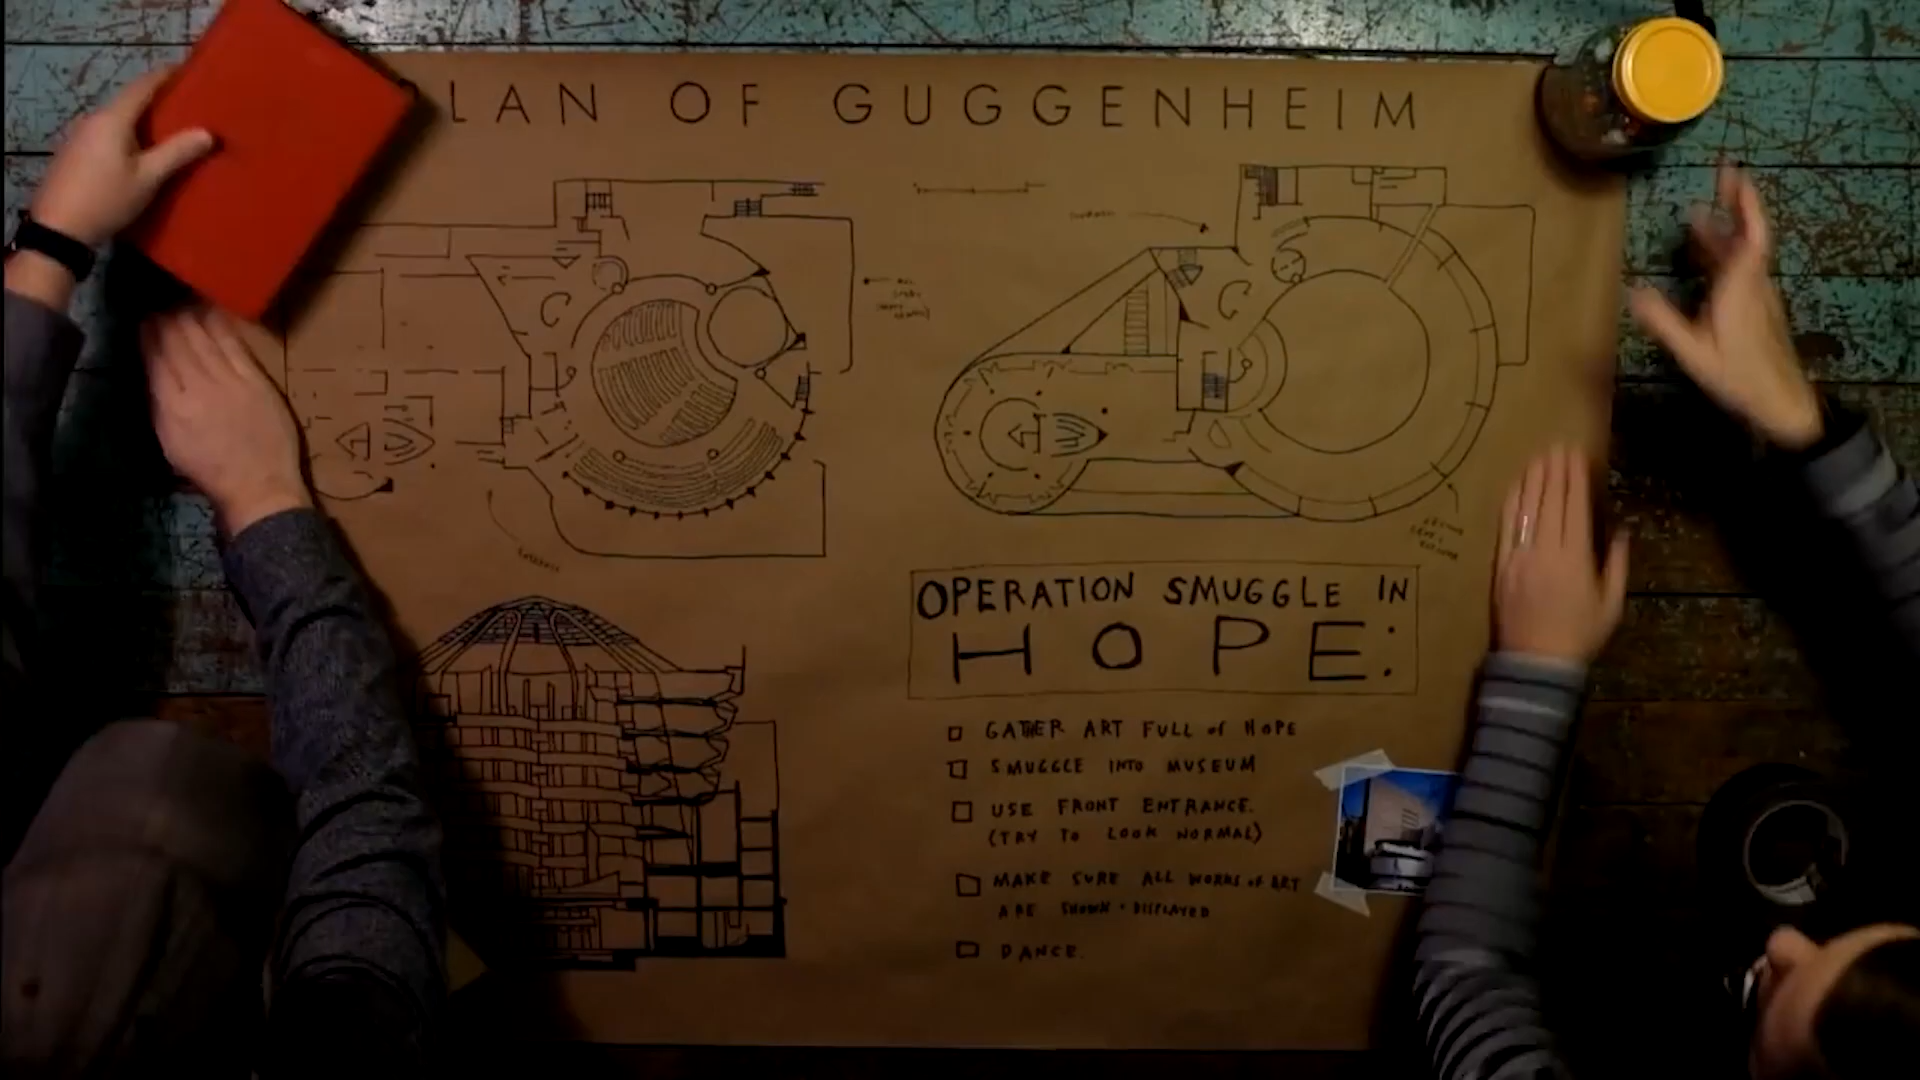 LAN OF GUGGENHEIM
OPERATION SMUGGLE IN
HOPE:
GATHER ART FULL of HOPE
SMUGGLE INTO MUSEUM
USE FRONT ENTRANCE.
(TRY TO LOOK NORMAL)
MAKE SURE ALL WORKS of ART
ARE SHOWN + DISPLAYED
DANCE.